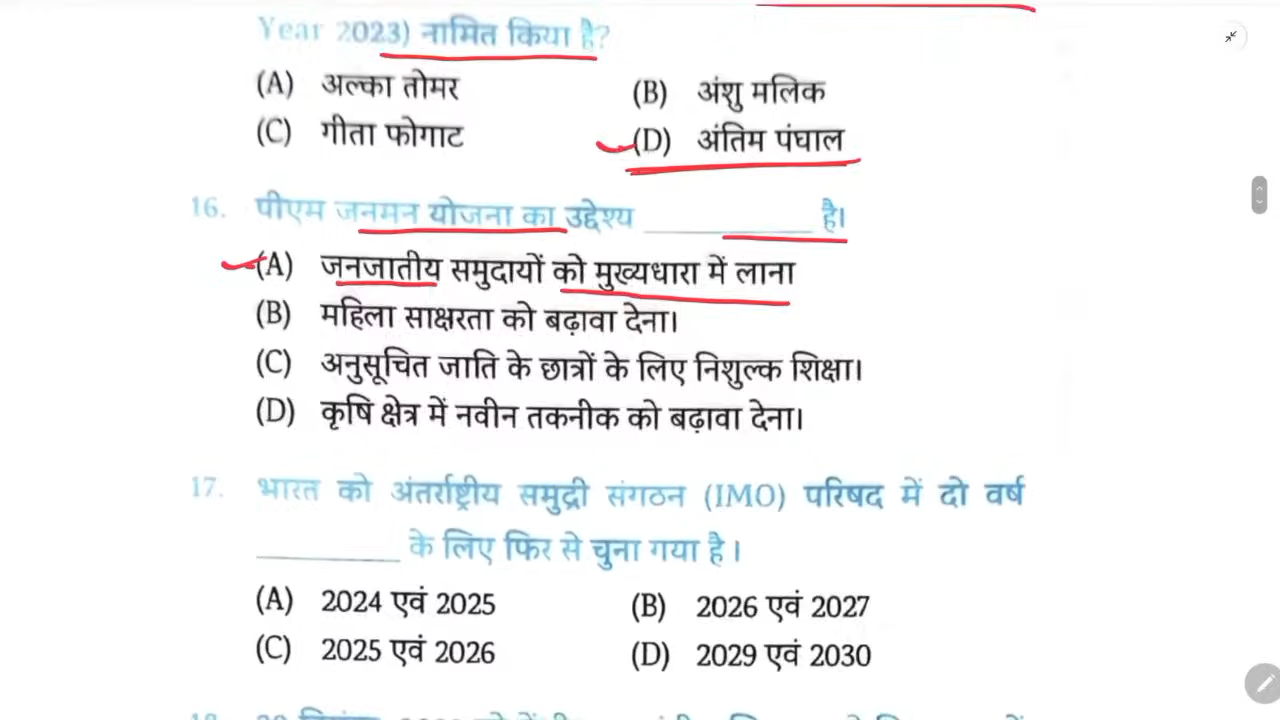 Year 2023) नामित किया है?
(A) अल्का तोमर (B) अंशु मलिक
(C) गीता फोगाट (D) अंतिम पंघाल
16. पीएम जनमन योजना का उद्देश्य __________ है।
(A) जनजातीय समुदायों को मुख्यधारा में लाना
(B) महिला साक्षरता को बढ़ावा देना।
(C) अनुसूचित जाति के छात्रों के लिए निशुल्क शिक्षा।
(D) कृषि क्षेत्र में नवीन तकनीक को बढ़ावा देना।
17. भारत को अंतर्राष्ट्रीय समुद्री संगठन (IMO) परिषद में दो वर्ष
__________ के लिए फिर से चुना गया है।
(A) 2024 एवं 2025 (B) 2026 एवं 2027
(C) 2025 एवं 2026 (D) 2029 एवं 2030